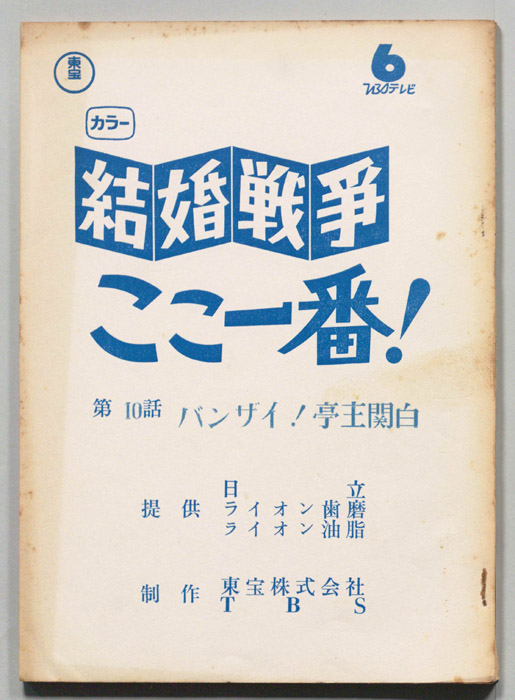 東宝
6
TBSテレビ
カラー
結婚戦争
ここ一番!
第10話 バンザイ!亭主関白
提供 日立
ライオン歯磨
ライオン油脂
制作 東宝株式会社
TBS